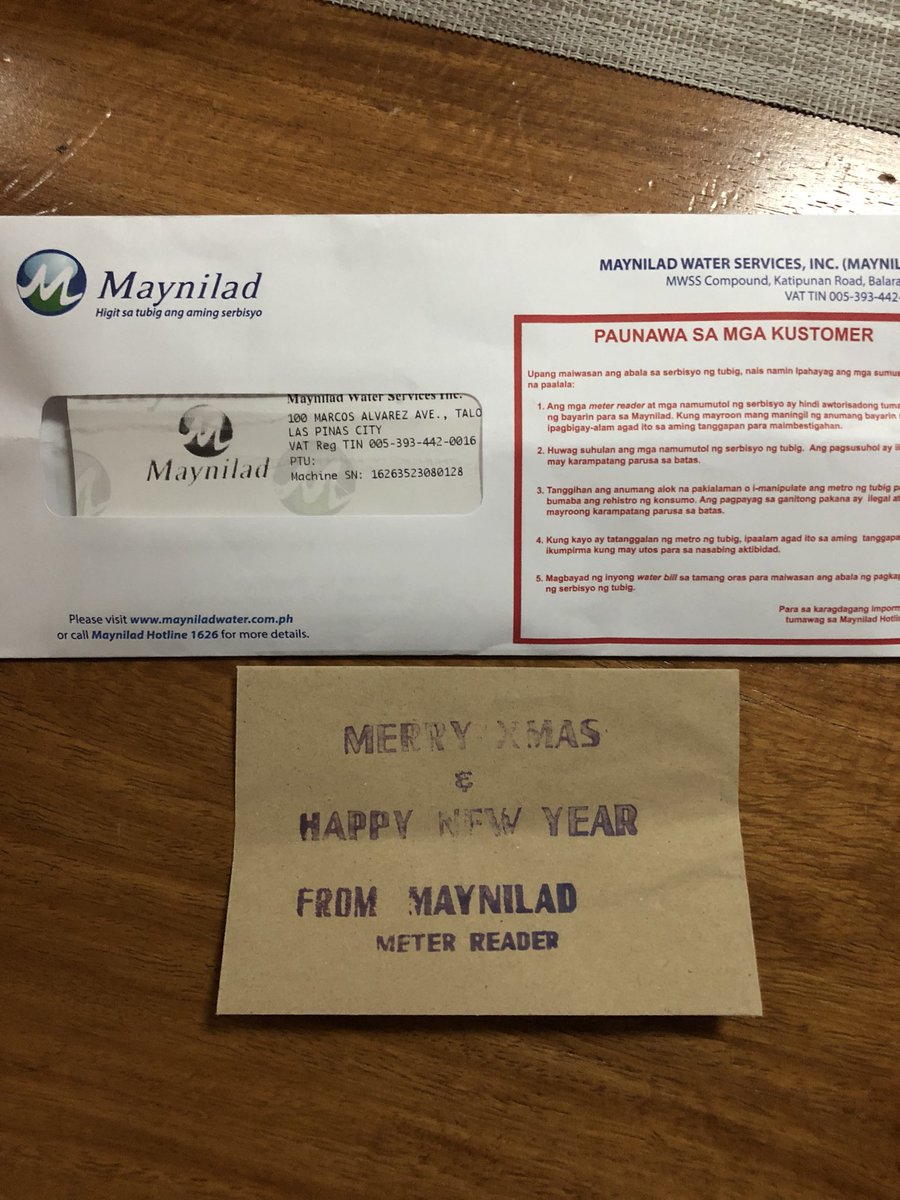 Maynilad
Higit sa tubig ang aming serbisyo
MAYNILAD WATER SERVICES, INC. (MAYNIL
MWSS Compound, Katipunan Road, Balara
VAT TIN 005-393-442-
Maynilad Water Services Inc.
100 MARCOS ALVAREZ AVE., TALO
LAS PINAS CITY
VAT Reg TIN 005-393-442-0016
PTU:
Machine SN: 16263523080128
Maynilad
Please visit www.mayniladwater.com.ph
or call Maynilad Hotline 1626 for more details.
PAUNAWA SA MGA KUSTOMER
Upang maiwasan ang abala sa serbisyo ng tubig, nais namin ipahayag ang mga sumus
na paalala:
1. Ang mga meter reader at mga namumutol ng serbisyo ay hindi awtorisadong tuma
ng bayarin para sa Maynilad. Kung mayroon mang maningil ng anumang bayarin
ipagbigay-alam agad ito sa aming tanggapan para maimbestigahan.
2. Huwag suhulan ang mga namumutol ng serbisyo ng tubig. Ang pagsusuhol ay il
may karampatang parusa sa batas.
3. Tanggihan ang anumang alok na pakialaman o i-manipulate ang metro ng tubig pa
bumaba ang rehistro ng konsumo. Ang pagpayag sa ganitong pakana ay ilegal at
mayroong karampatang parusa sa batas.
4. Kung kayo ay tatanggalan ng metro ng tubig, ipaalam agad ito sa aming tanggapa
ikumpirma kung may utos para sa nasabing aktibidad.
5. Magbayad ng inyong water bill sa tamang oras para maiwasan ang abala ng pagkap
ng serbisyo ng tubig.
Para sa karagdagang imporm
tumawag sa Maynilad Hotlin
MERRY XMAS
&
HAPPY NEW YEAR
FROM MAYNILAD
METER READER